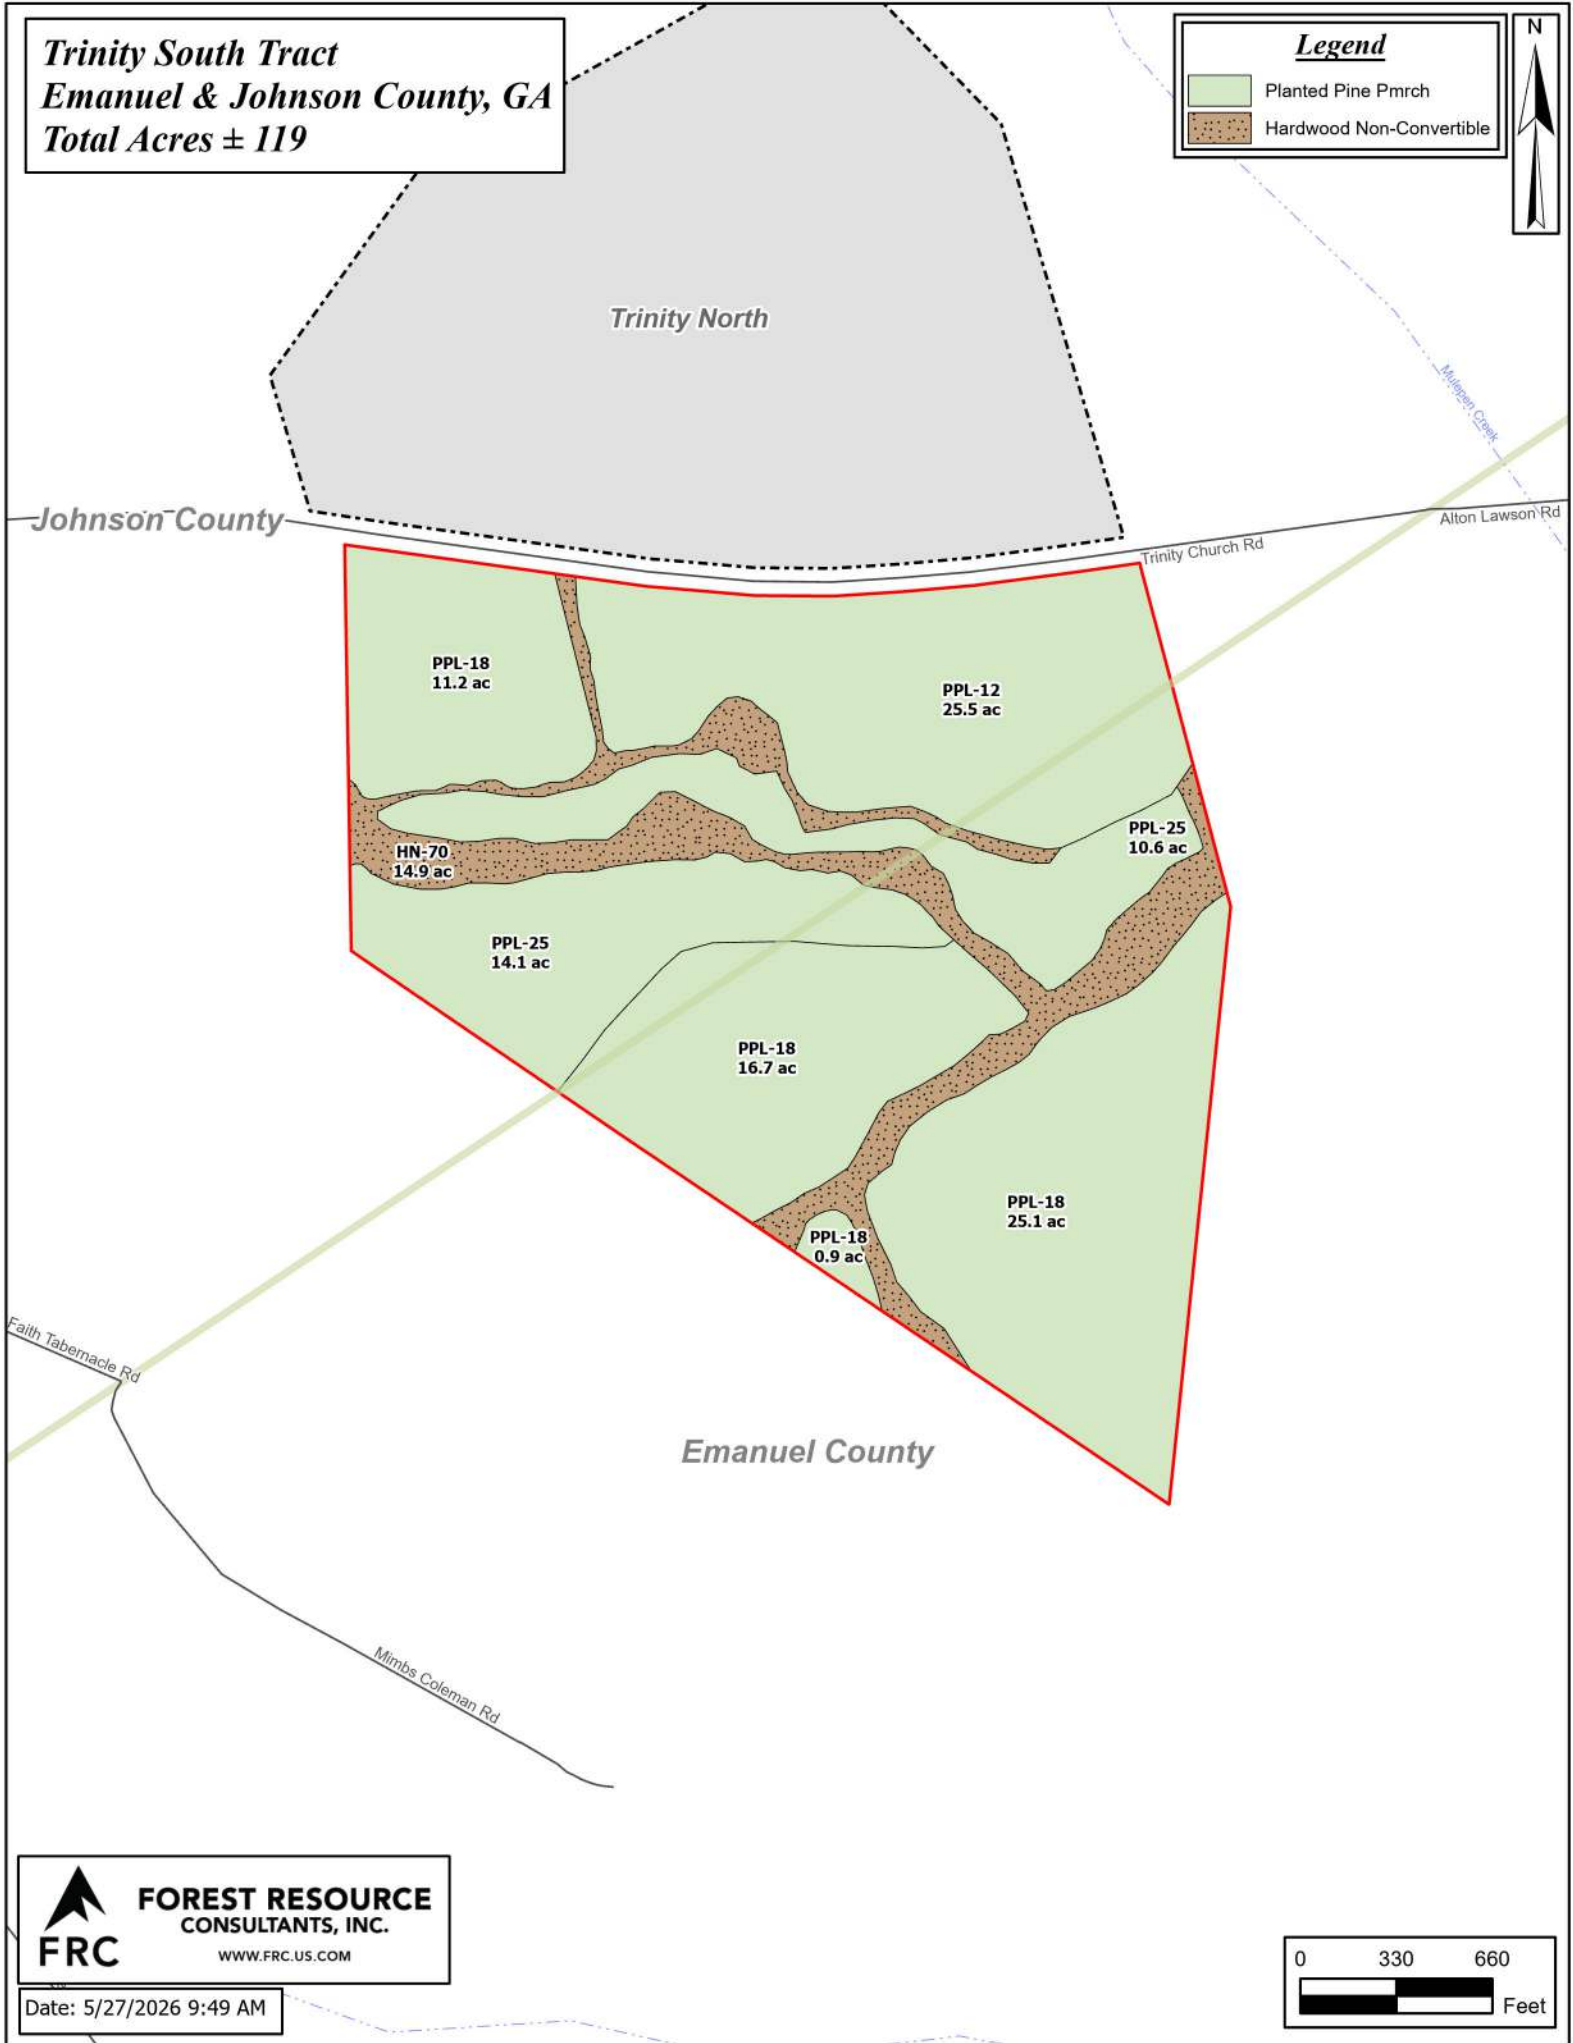 Trinity South Tract
Emanuel & Johnson County, GA
Total Acres ± 119
Legend
Planted Pine Pmrch
Hardwood Non-Convertible
N
Trinity North
Mulepen Creek
Johnson County
Alton Lawson Rd
Trinity Church Rd
PPL-18
11.2 ac
PPL-12
25.5 ac
PPL-25
10.6 ac
HN-70
14.9 ac
PPL-25
14.1 ac
PPL-18
16.7 ac
PPL-18
25.1 ac
PPL-18
0.9 ac
Faith Tabernacle Rd
Emanuel County
Mimbs Coleman Rd
FRC
FOREST RESOURCE
CONSULTANTS, INC.
WWW.FRC.US.COM
Date: 5/27/2026 9:49 AM
0 330 660
Feet